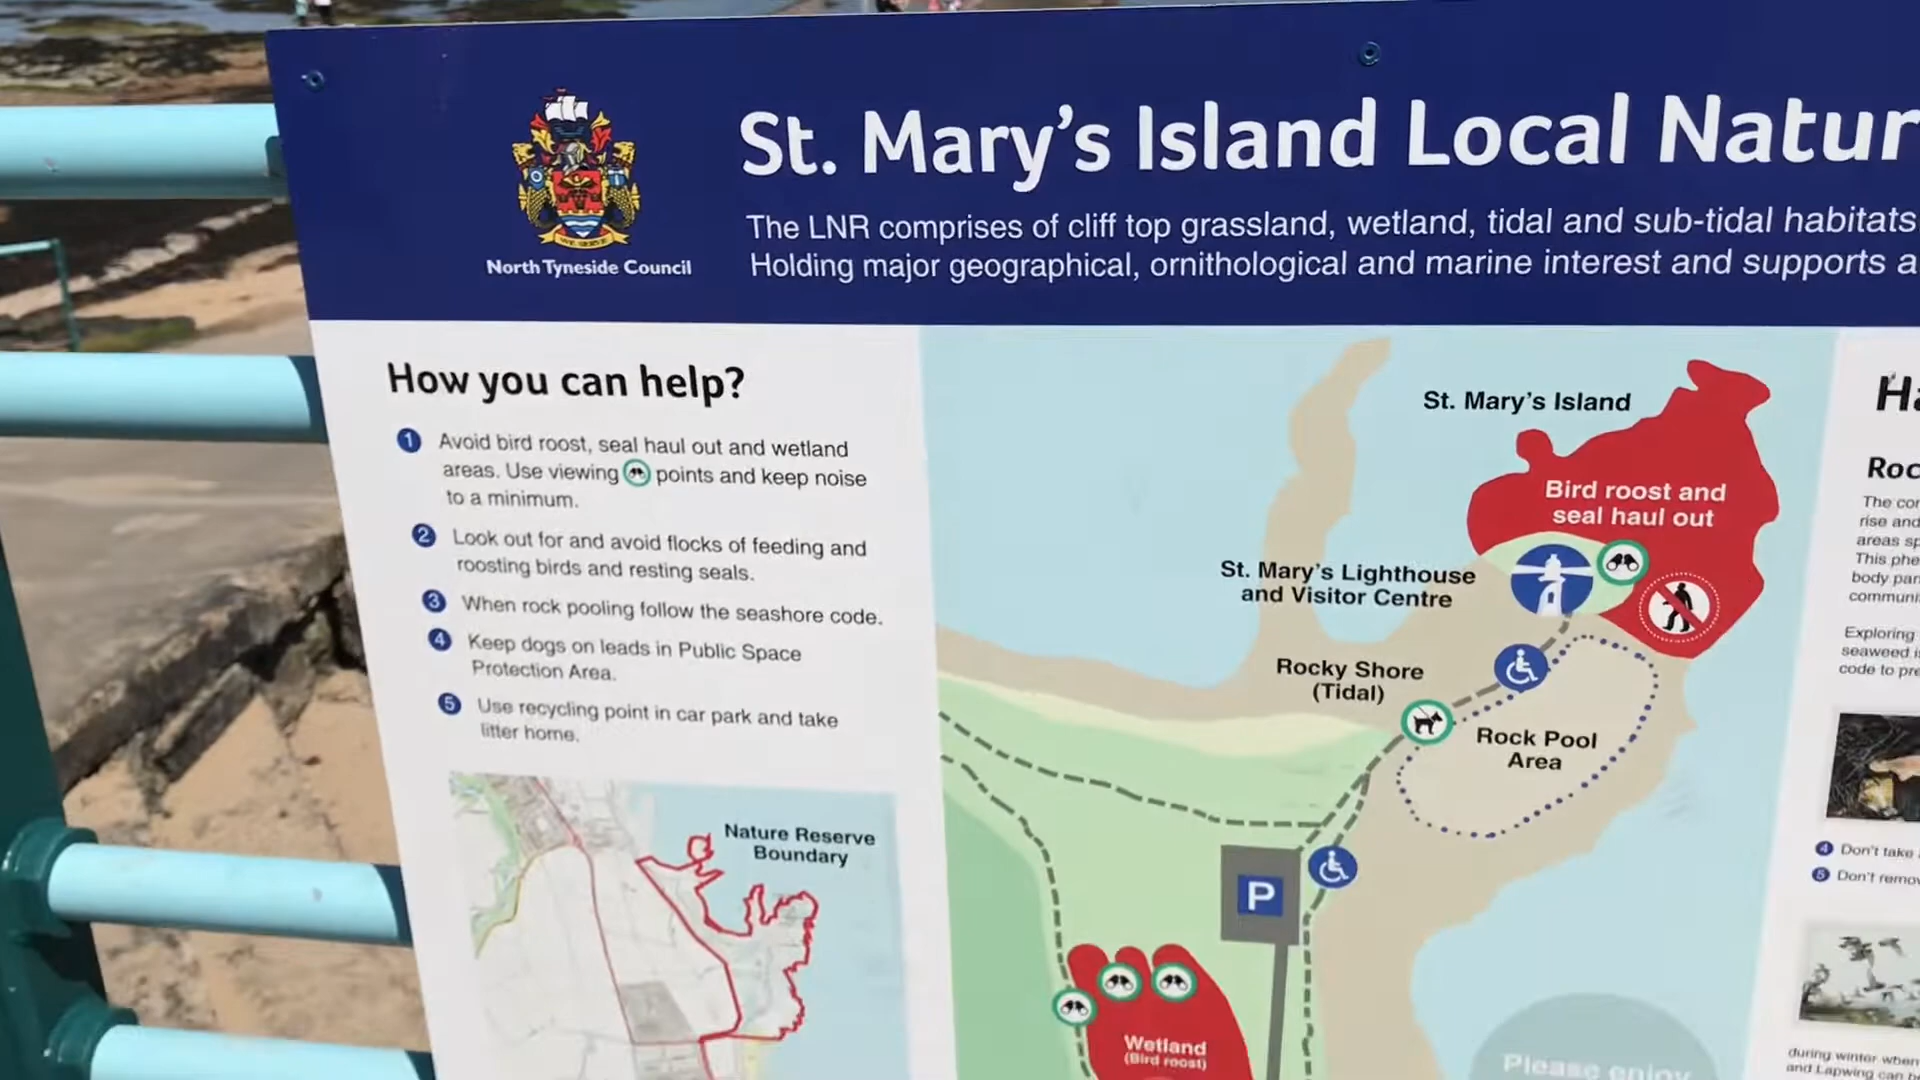 St. Mary's Island Local Natur
The LNR comprises of cliff top grassland, wetland, tidal and sub-tidal habitats
Holding major geographical, ornithological and marine interest and supports a
WE SERVE
North Tyneside Council
How you can help?
1 Avoid bird roost, seal haul out and wetland
areas. Use viewing points and keep noise
to a minimum.
2 Look out for and avoid flocks of feeding and
roosting birds and resting seals.
3 When rock pooling follow the seashore code.
4 Keep dogs on leads in Public Space
Protection Area.
5 Use recycling point in car park and take
litter home.
Nature Reserve
Boundary
St. Mary's Island
Bird roost and
seal haul out
St. Mary's Lighthouse
and Visitor Centre
Rocky Shore
(Tidal)
Rock Pool
Area
P
Wetland
(Bird roost)
Please enjoy
Ha
Roc
The cor
rise and
areas sp
This phe
body par
communi
Exploring
seaweed i
code to pre
4 Don't take
5 Don't remov
during winter when
and Lapwing can b